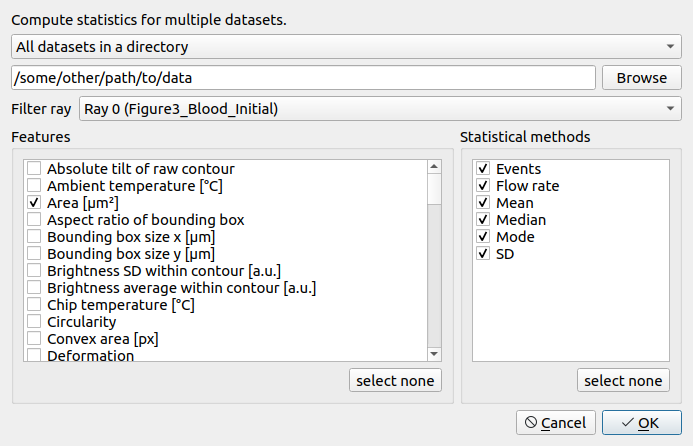 Compute statistics for multiple datasets.
All datasets in a directory
/some/other/path/to/data
Browse
Filter ray
Ray 0 (Figure3_Blood_Initial)
Features
Absolute tilt of raw contour
Ambient temperature [°C]
Area [µm²]
Aspect ratio of bounding box
Bounding box size x [µm]
Bounding box size y [µm]
Brightness SD within contour [a.u.]
Brightness average within contour [a.u.]
Chip temperature [°C]
Circularity
Convex area [px]
Deformation
select none
Statistical methods
Events
Flow rate
Mean
Median
Mode
SD
select none
Cancel
OK